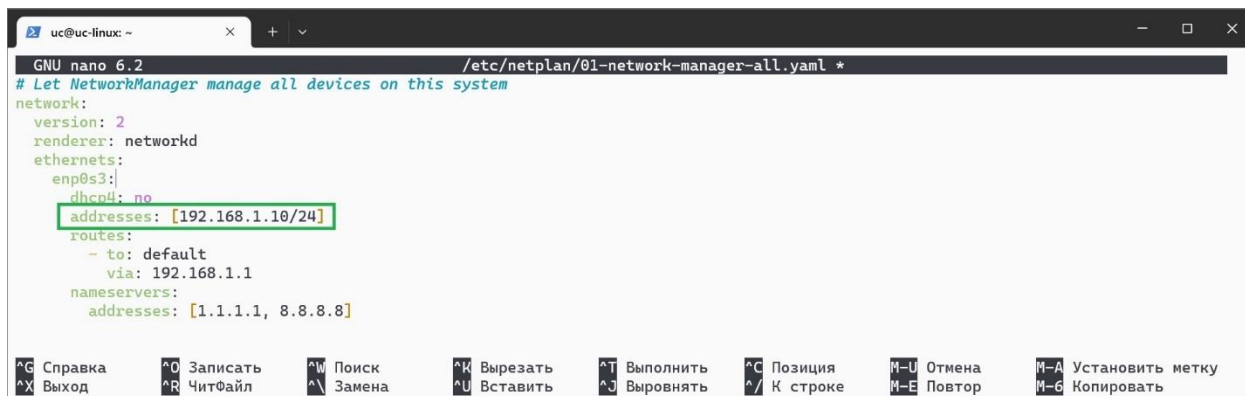 uc@uc-linux: ~
GNU nano 6.2 /etc/netplan/01-network-manager-all.yaml *
# Let NetworkManager manage all devices on this system
network:
  version: 2
  renderer: networkd
  ethernets:
    enp0s3:
      dhcp4: no
      addresses: [192.168.1.10/24]
      routes:
        - to: default
          via: 192.168.1.1
      nameservers:
        addresses: [1.1.1.1, 8.8.8.8]
^G Справка ^O Записать ^W Поиск ^K Вырезать ^T Выполнить ^C Позиция M-U Отмена M-A Установить метку
^X Выход ^R ЧитФайл ^\ Замена ^U Вставить ^J Выровнять ^/ К строке M-E Повтор M-6 Копировать